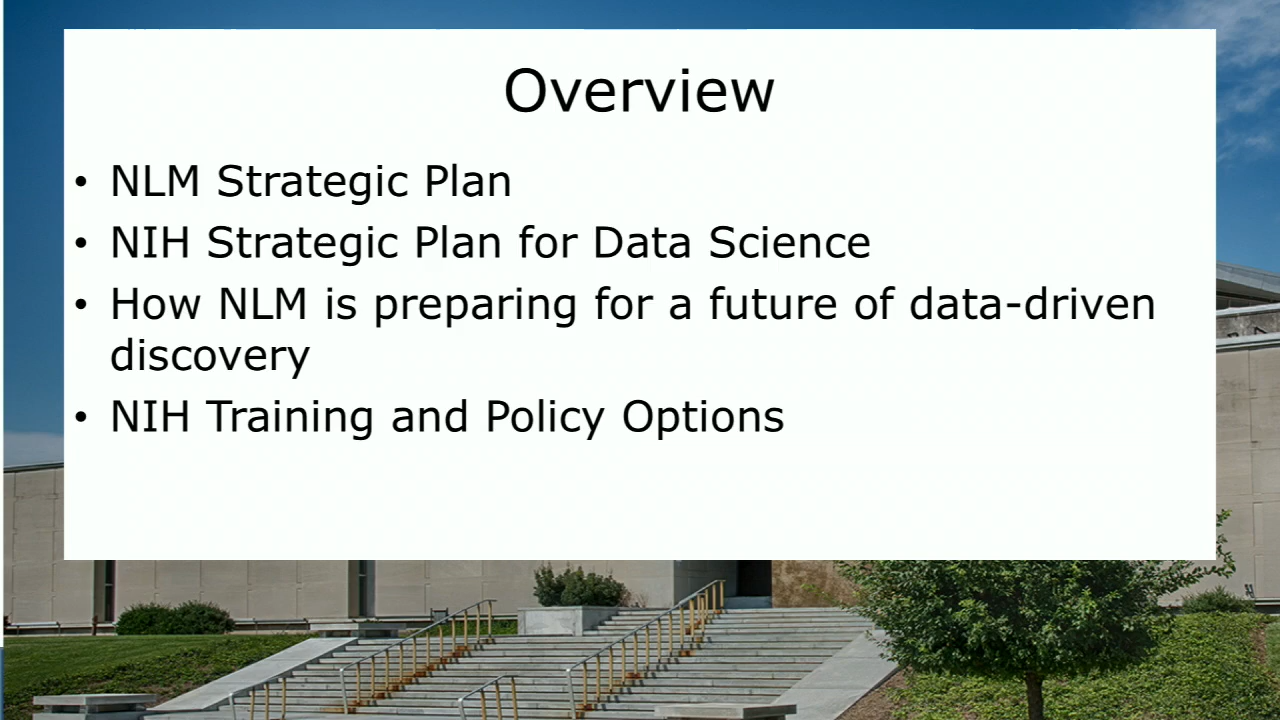 Overview
• NLM Strategic Plan
• NIH Strategic Plan for Data Science
• How NLM is preparing for a future of data-driven
discovery
• NIH Training and Policy Options